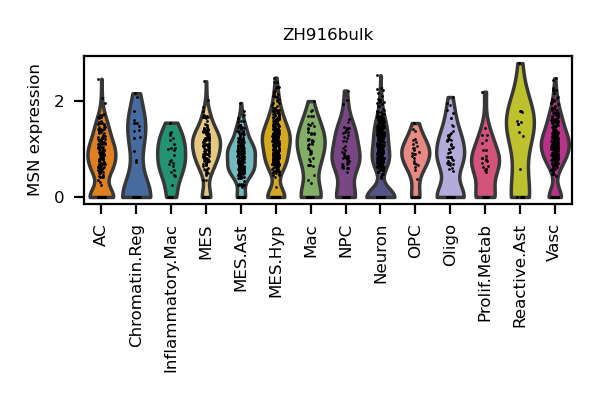 ZH916bulk
MSN expression
2
0
AC
Chromatin.Reg
Inflammatory.Mac
MES
MES.Ast
MES.Hyp
Mac
NPC
Neuron
OPC
Oligo
Prolif.Metab
Reactive.Ast
Vasc